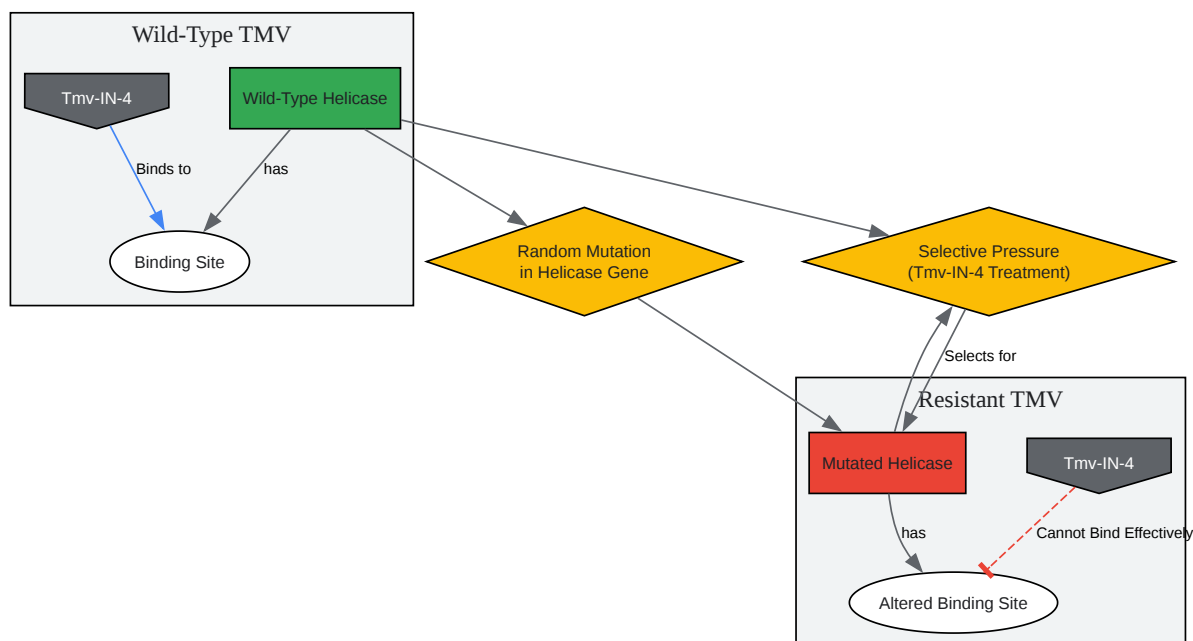 Wild-Type TMV
Tmv-IN-4
Wild-Type Helicase
Binds to
has
Binding Site
Random Mutation
in Helicase Gene
Selective Pressure
(Tmv-IN-4 Treatment)
Selects for
Resistant TMV
Mutated Helicase
Tmv-IN-4
has
Cannot Bind Effectively
Altered Binding Site